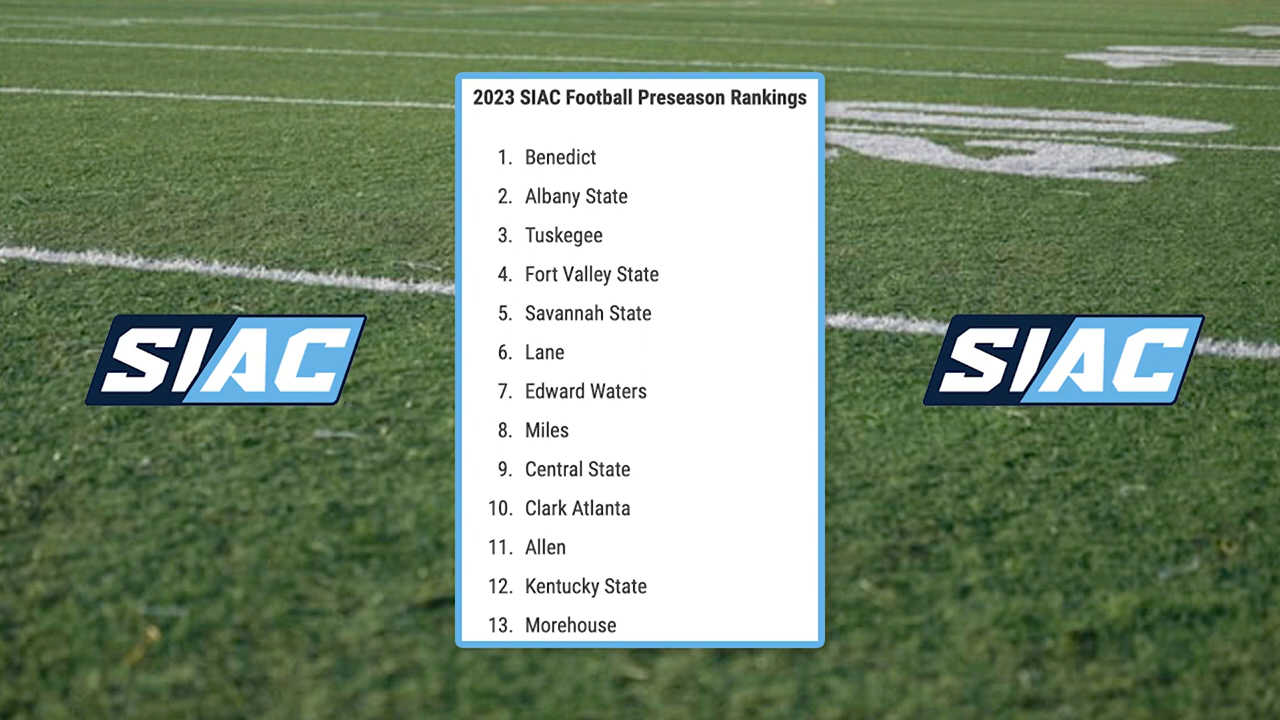 2023 SIAC Football Preseason Rankings
1. Benedict
2. Albany State
3. Tuskegee
4. Fort Valley State
5. Savannah State
6. Lane
7. Edward Waters
8. Miles
9. Central State
10. Clark Atlanta
11. Allen
12. Kentucky State
13. Morehouse
SIAC
SIAC